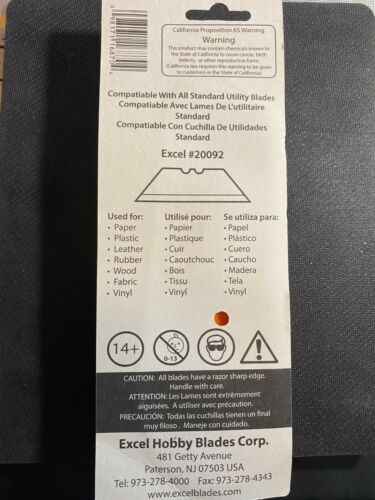 California Proposition 65 Warning
Warning
This product may contain chemicals known to
the State of California to cause cancer, birth
defects, or other reproductive harm.
(California law requires this warning to be given
to customers in the State of California.)
Compatiable With All Standard Utility Blades
Compatiable Avec Lames De L'utilitaire
Standard
Compatiable Con Cuchilla De Utilidades
Standard
Excel #20092
Used for:
• Paper
• Plastic
• Leather
• Rubber
• Wood
• Fabric
• Vinyl
Utilisé pour:
• Papier
• Plastique
• Cuir
• Caoutchouc
• Bois
• Tissu
• Vinyl
Se utiliza para:
• Papel
• Plástico
• Cuero
• Caucho
• Madera
• Tela
• Vinyl
14+
0-13
CAUTION: All blades have a razor sharp edge.
Handle with care.
ATTENTION: Les Lames sont extrêmement
aiguisées. A utiliser avec précaution.
PRECAUCIÓN: Todas las cuchillas tienen un final
muy filoso. Maneje con cuidado.
Excel Hobby Blades Corp.
481 Getty Avenue
Paterson, NJ 07503 USA
Tel: 973-278-4000 Fax: 973-278-4343
www.excelblades.com